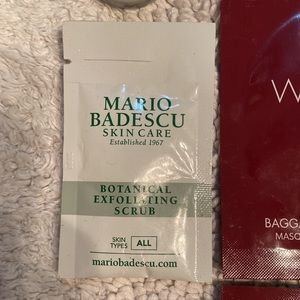 MARIO
BADESCU
SKIN CARE
Established 1967
BOTANICAL
EXFOLIATING
SCRUB
SKIN
TYPES
ALL
mariobadescu.com
W
BAGGA
MASQ